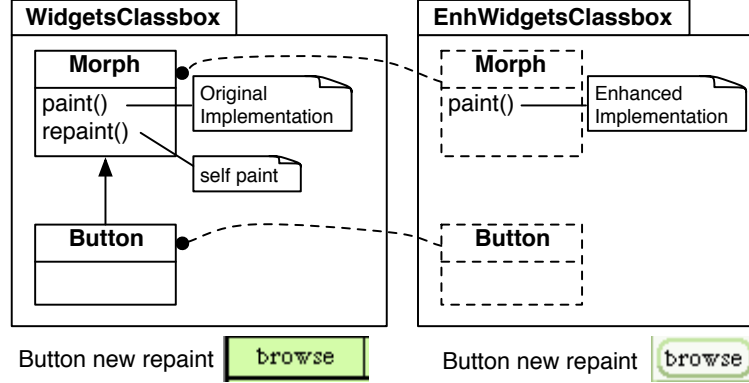 WidgetsClassbox
Morph
paint()
repaint()
Original
Implementation
self paint
Button
Button new repaint
browse
EnhWidgetsClassbox
Morph
paint()
Enhanced
Implementation
Button
Button new repaint
browse